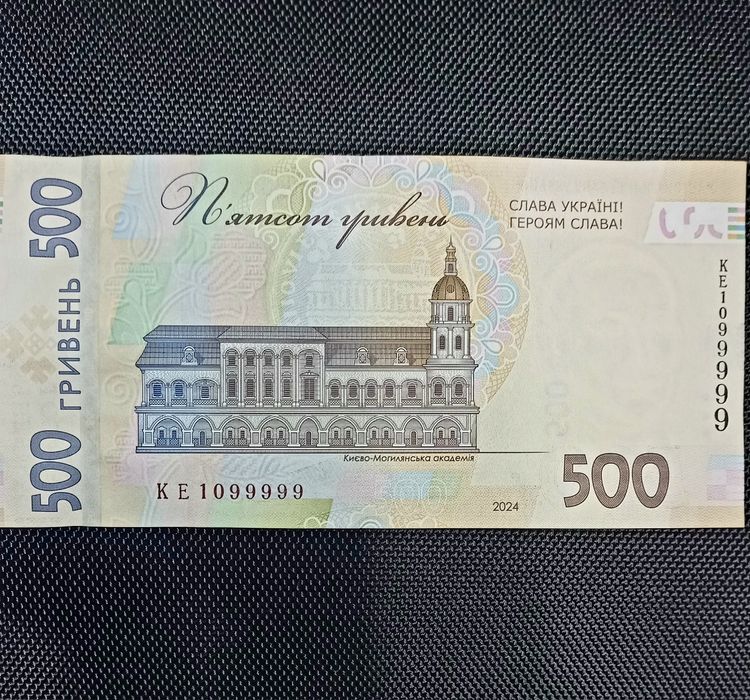 500 ГРИВЕНЬ 500
П'ятсот гривень
СЛАВА УКРАЇНІ!
ГЕРОЯМ СЛАВА!
КЕ1099999
Києво-Могилянська академія
КЕ1099999
2024
500